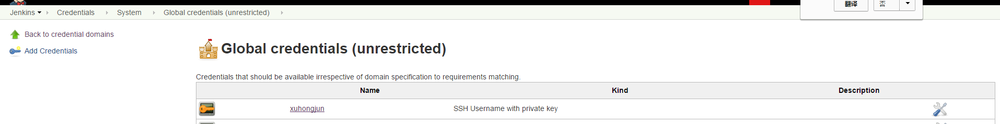 翻译 否
Jenkins Credentials System Global credentials (unrestricted)
Back to credential domains
Add Credentials
Global credentials (unrestricted)
Credentials that should be available irrespective of domain specification to requirements matching.
Name Kind Description
xuhongjun SSH Username with private key